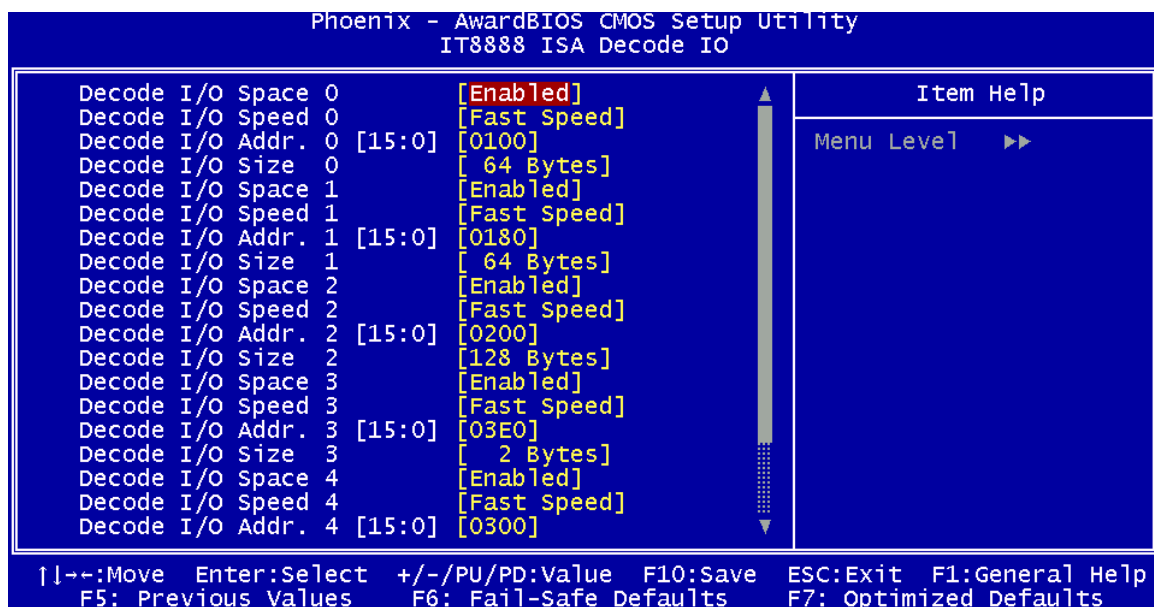 Phoenix - AwardBIOS CMOS Setup Utility
IT8888 ISA Decode IO
Decode I/O Space 0 [Enabled]
Decode I/O Speed 0 [Fast Speed]
Decode I/O Addr. 0 [15:0] [0100]
Decode I/O Size 0 [ 64 Bytes]
Decode I/O Space 1 [Enabled]
Decode I/O Speed 1 [Fast Speed]
Decode I/O Addr. 1 [15:0] [0180]
Decode I/O Size 1 [ 64 Bytes]
Decode I/O Space 2 [Enabled]
Decode I/O Speed 2 [Fast Speed]
Decode I/O Addr. 2 [15:0] [0200]
Decode I/O Size 2 [128 Bytes]
Decode I/O Space 3 [Enabled]
Decode I/O Speed 3 [Fast Speed]
Decode I/O Addr. 3 [15:0] [03E0]
Decode I/O Size 3 [ 2 Bytes]
Decode I/O Space 4 [Enabled]
Decode I/O Speed 4 [Fast Speed]
Decode I/O Addr. 4 [15:0] [0300]
Item Help
Menu Level ▶▶
↑↓→←:Move Enter:Select +/-/PU/PD:Value F10:Save ESC:Exit F1:General Help
F5: Previous Values F6: Fail-Safe Defaults F7: Optimized Defaults